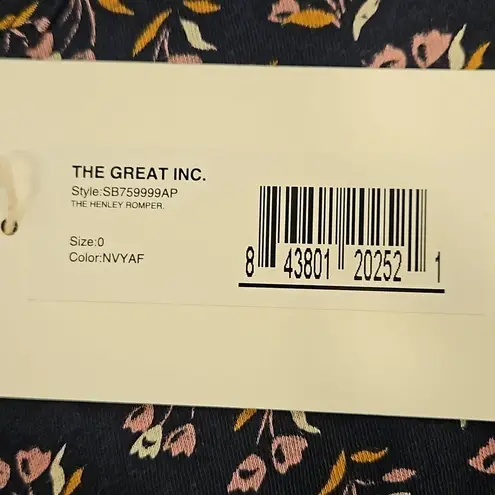 THE GREAT INC.
Style:SB759999AP
THE HENLEY ROMPER.
Size:0
Color:NVYAF
8 43801 20252 1